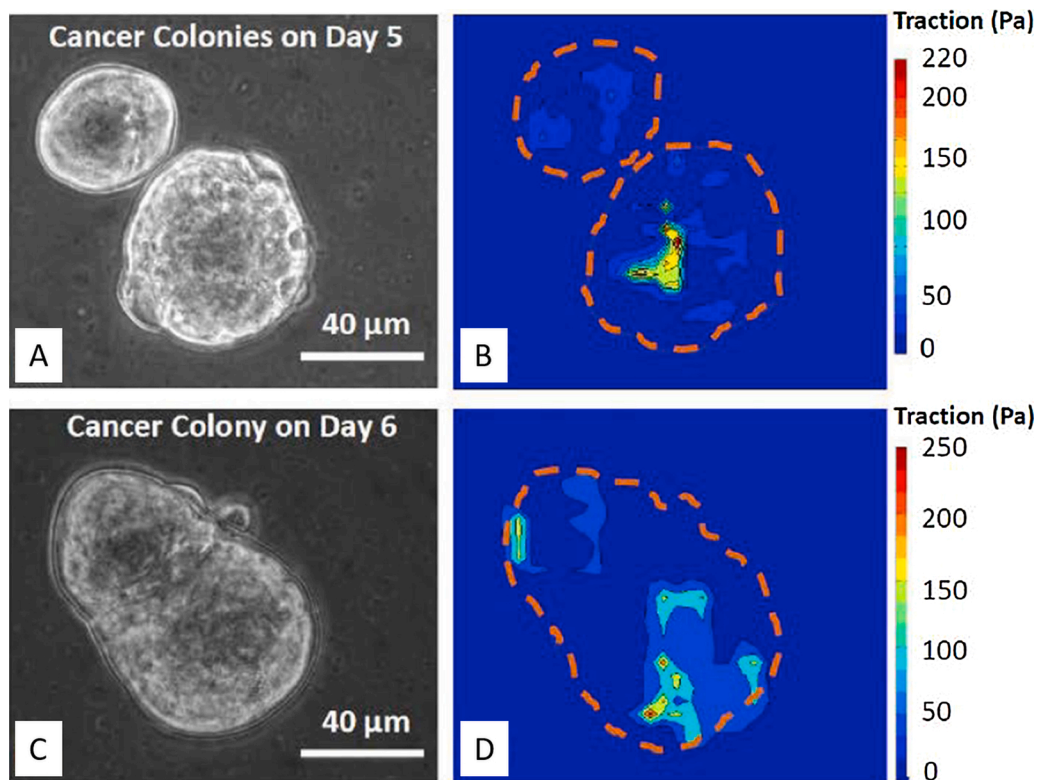 Cancer Colonies on Day 5
40 µm
A
B
Traction (Pa)
220
200
150
100
50
0
Cancer Colony on Day 6
40 µm
C
D
Traction (Pa)
250
200
150
100
50
0